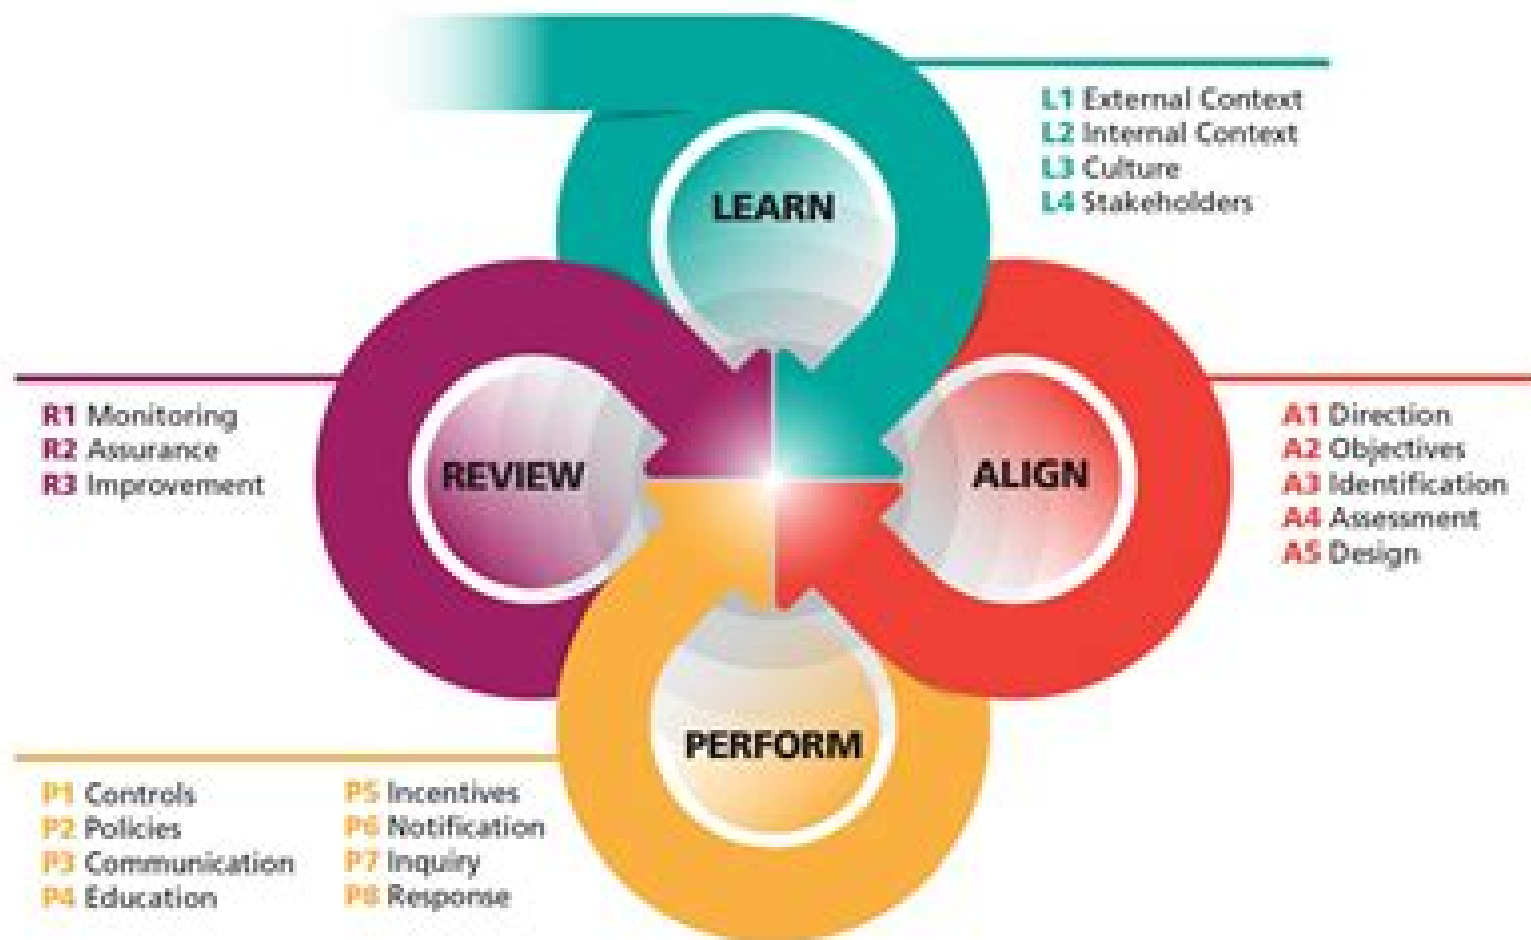 LEARN
L1 External Context
L2 Internal Context
L3 Culture
L4 Stakeholders
REVIEW
R1 Monitoring
R2 Assurance
R3 Improvement
ALIGN
A1 Direction
A2 Objectives
A3 Identification
A4 Assessment
A5 Design
PERFORM
P1 Controls
P2 Policies
P3 Communication
P4 Education
P5 Incentives
P6 Notification
P7 Inquiry
P8 Response